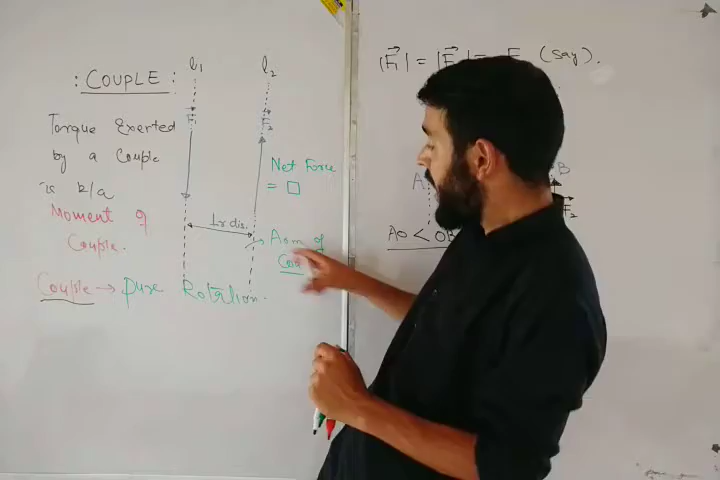 : COUPLE :
l1
l2
Torque Exerted
by a Couple
is k/a
Moment of
Couple.
Couple → pure Rotation.
F2
Net Force
= 0
⊥r dis.
Arm of
|F1| = |F2| = F (say).
A
B
F2
AO < OB